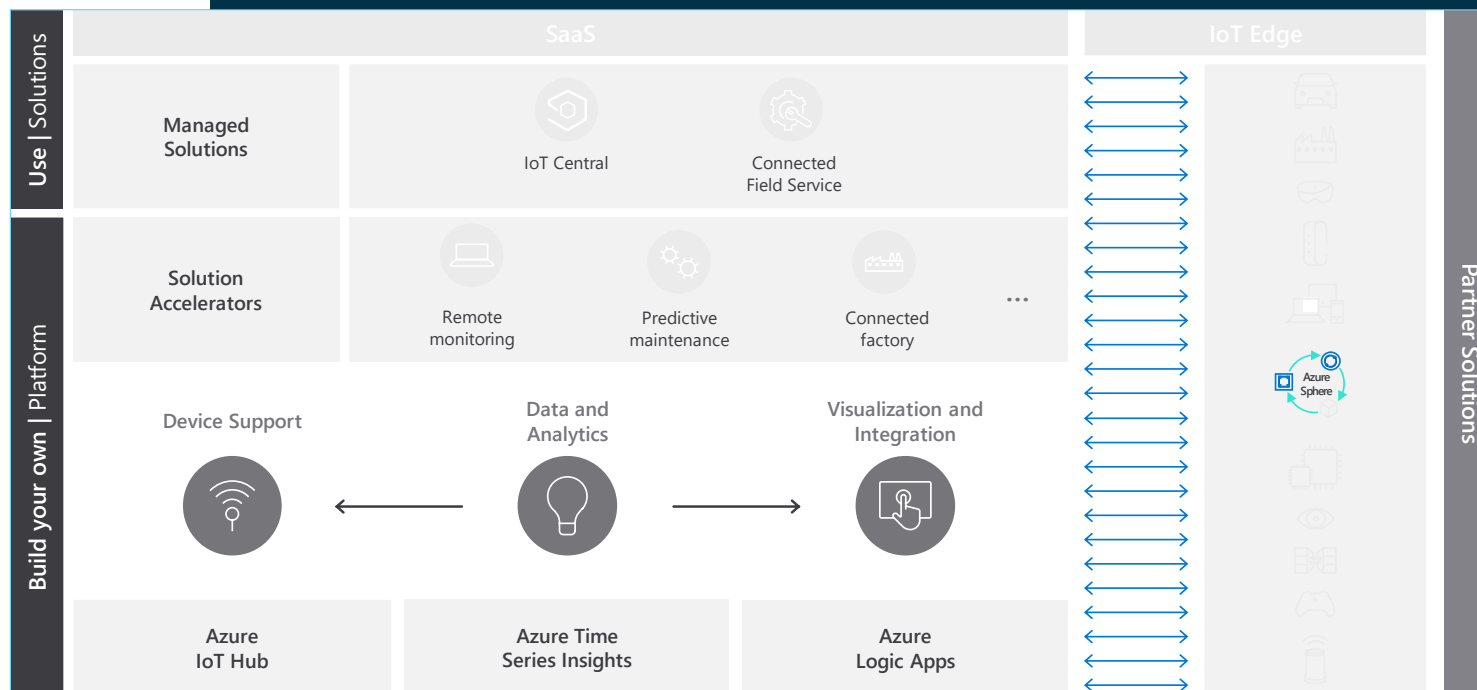 SaaS
IoT Edge
Use | Solutions
Managed
Solutions
IoT Central
Connected
Field Service
Build your own | Platform
Solution
Accelerators
Remote
monitoring
Predictive
maintenance
Connected
factory
...
Device Support
Data and
Analytics
Visualization and
Integration
Azure
IoT Hub
Azure Time
Series Insights
Azure
Logic Apps
Azure
Sphere
Partner Solutions